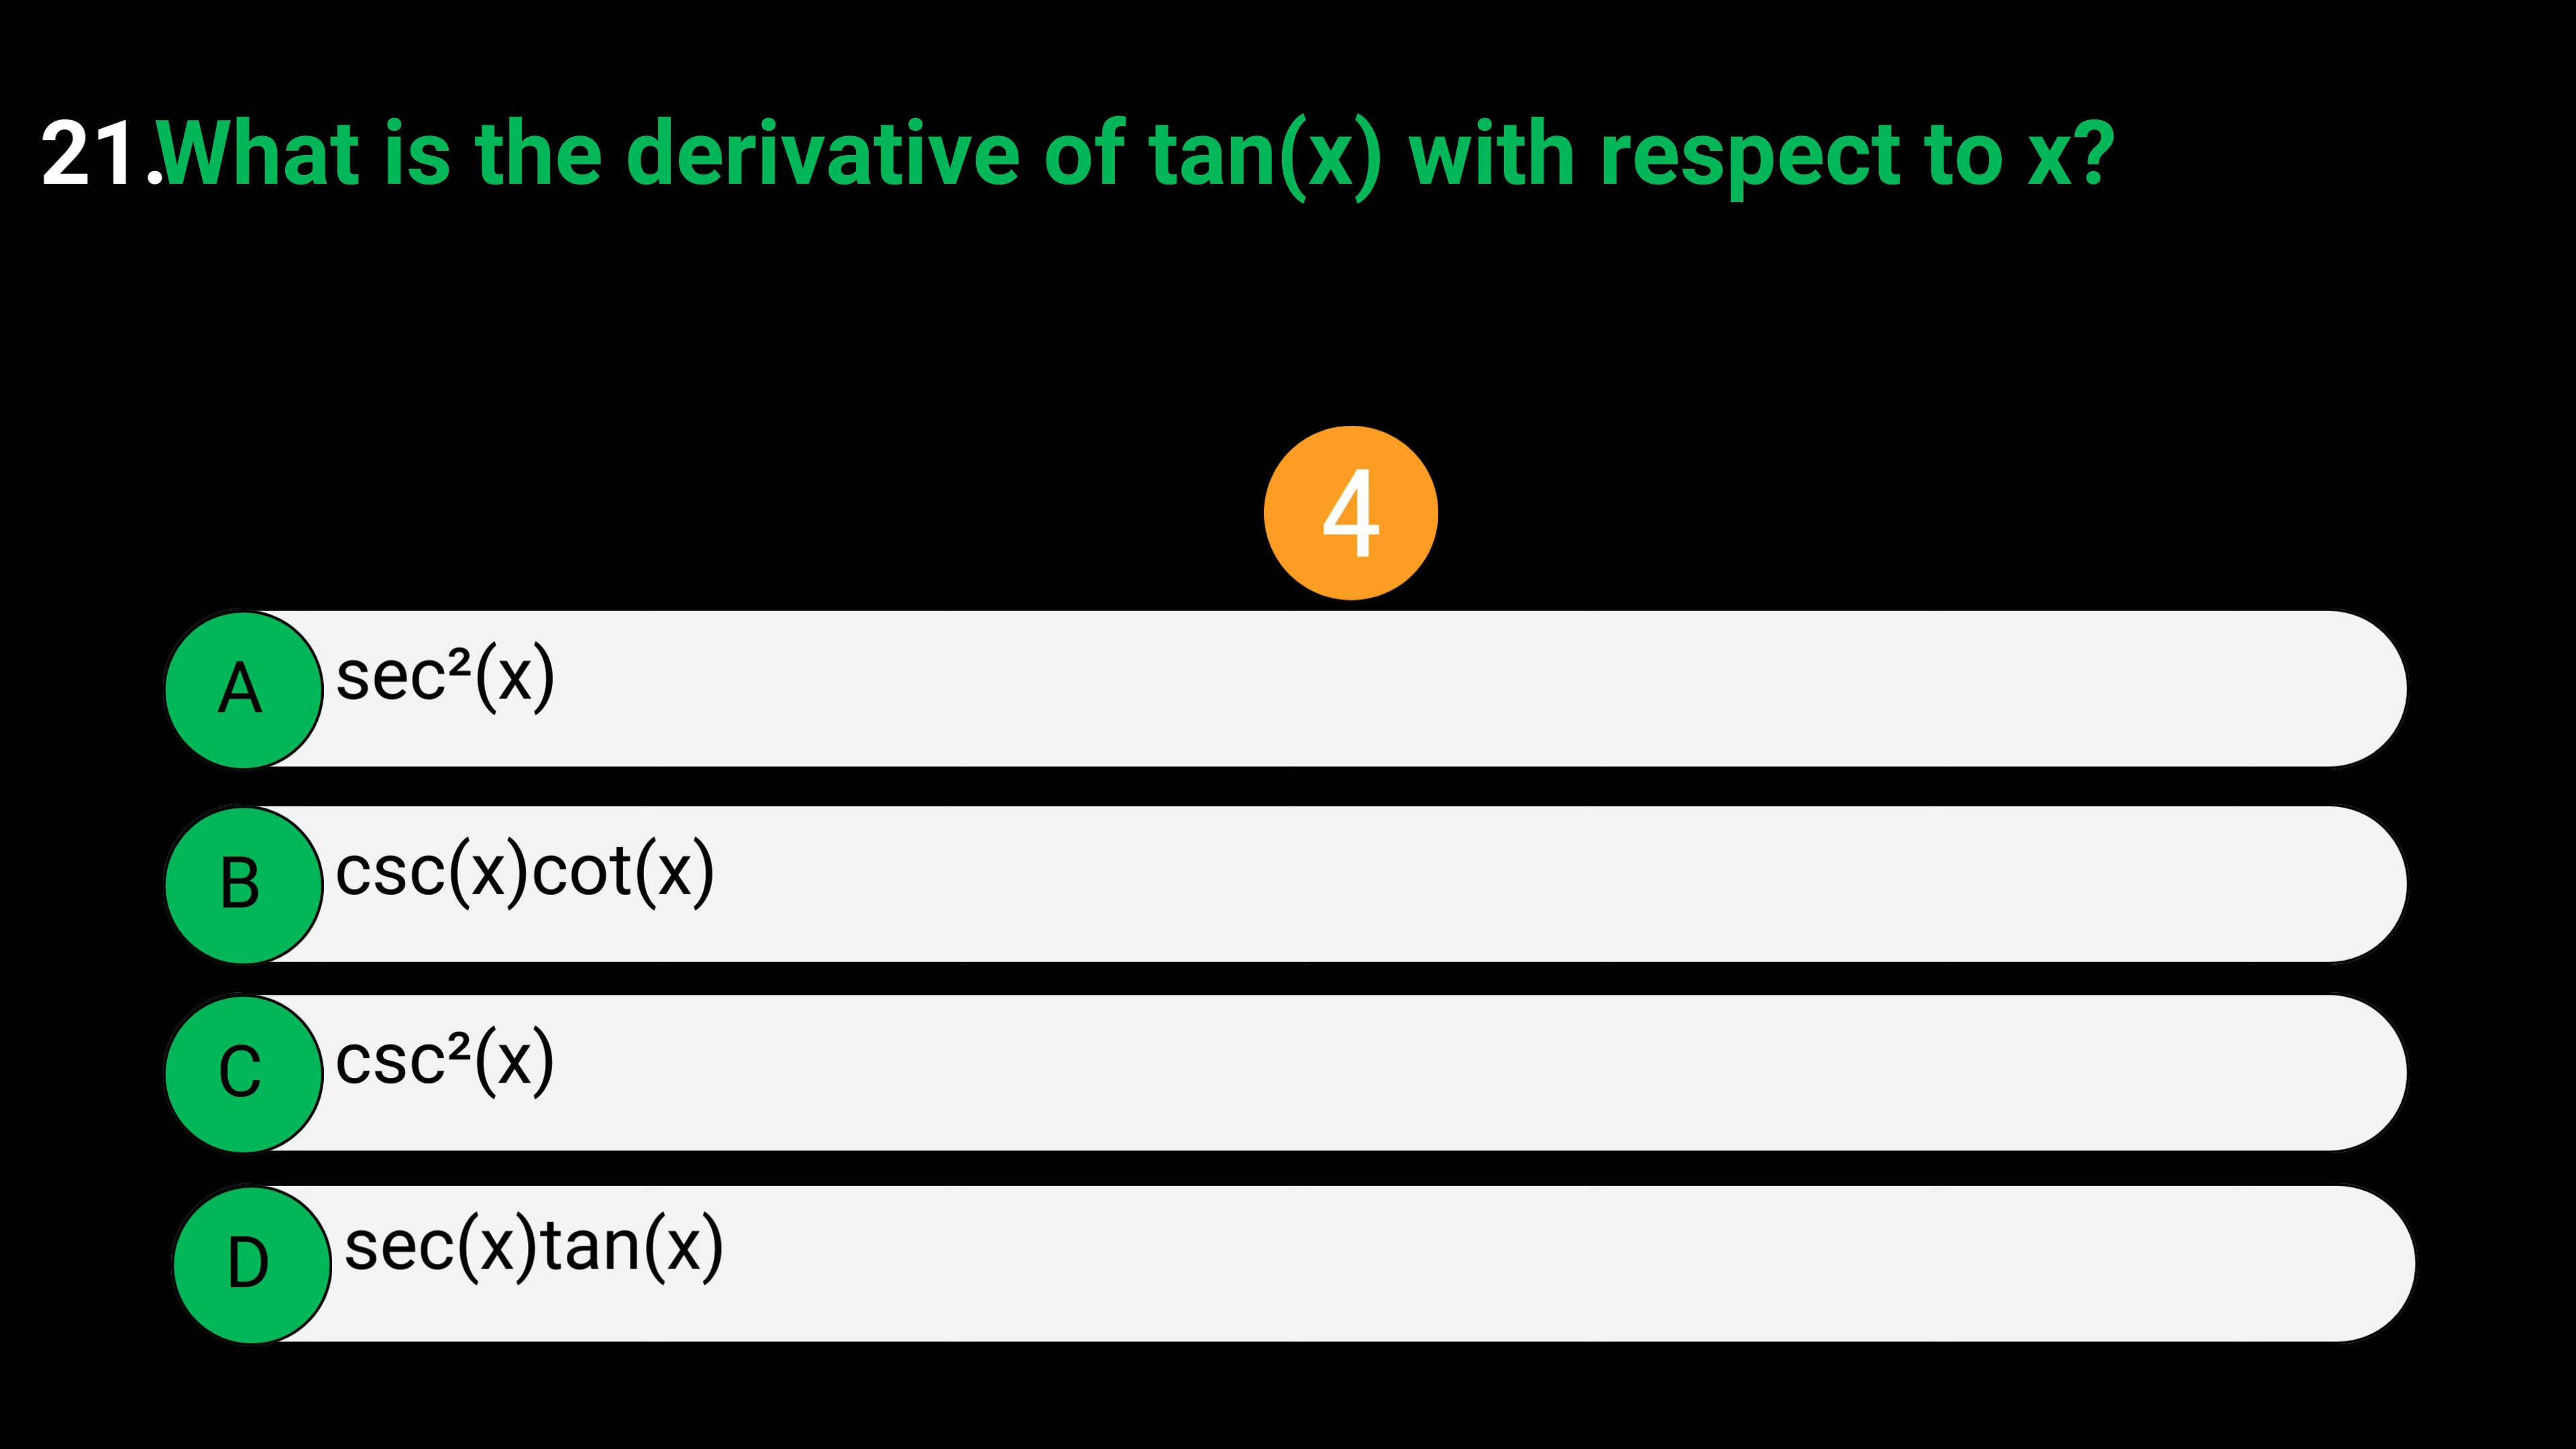 21.What is the derivative of tan(x) with respect to x?
4
A sec²(x)
B csc(x)cot(x)
C csc²(x)
D sec(x)tan(x)